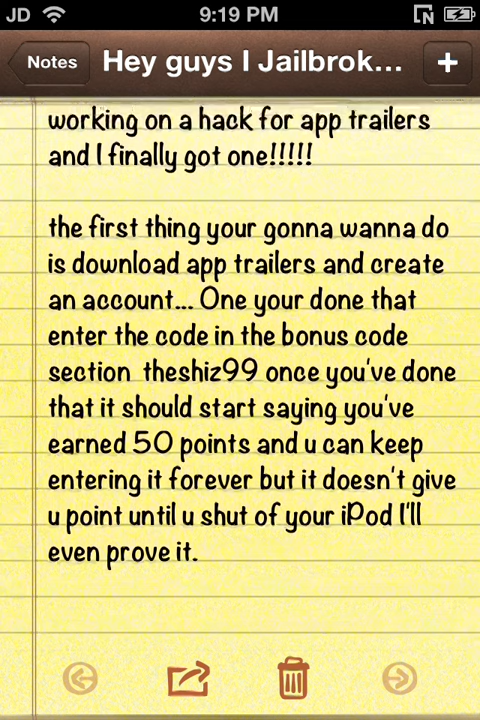 JD 9:19 PM
Notes Hey guys I Jailbrok... +
working on a hack for app trailers
and I finally got one!!!!!
the first thing your gonna wanna do
is download app trailers and create
an account... One your done that
enter the code in the bonus code
section theshiz99 once you've done
that it should start saying you've
earned 50 points and u can keep
entering it forever but it doesn't give
u point until u shut of your iPod I'll
even prove it.